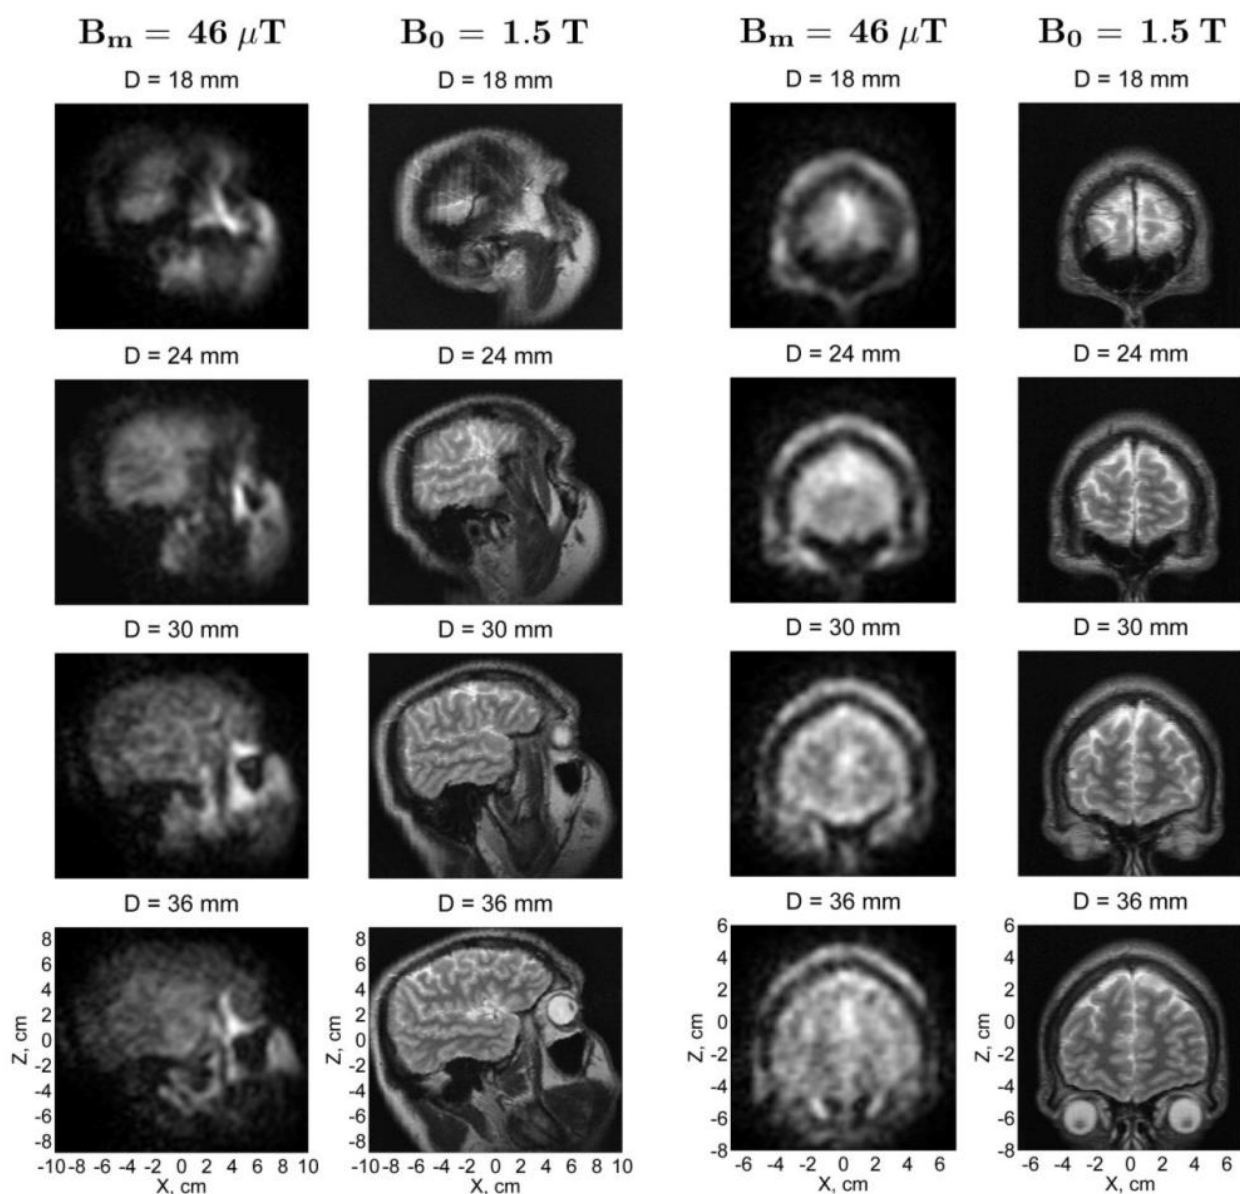 B_m = 46 μT B_0 = 1.5 T B_m = 46 μT B_0 = 1.5 T
D = 18 mm D = 18 mm D = 18 mm D = 18 mm
D = 24 mm D = 24 mm D = 24 mm D = 24 mm
D = 30 mm D = 30 mm D = 30 mm D = 30 mm
D = 36 mm D = 36 mm D = 36 mm D = 36 mm
8 8 6
6 6 4
4 4 2
2 2 0
0 0 -2
-2 -2 -4
-4 -4 -6
-6 -6 -8
-8 -8
Z, cm Z, cm Z, cm Z, cm
-10 -8 -6 -4 -2 0 2 4 6 8 10 -10 -8 -6 -4 -2 0 2 4 6 8 10 -6 -4 -2 0 2 4 6 -6 -4 -2 0 2 4 6
X, cm X, cm X, cm X, cm
6
4
2
0
-2
-4
-6
-8